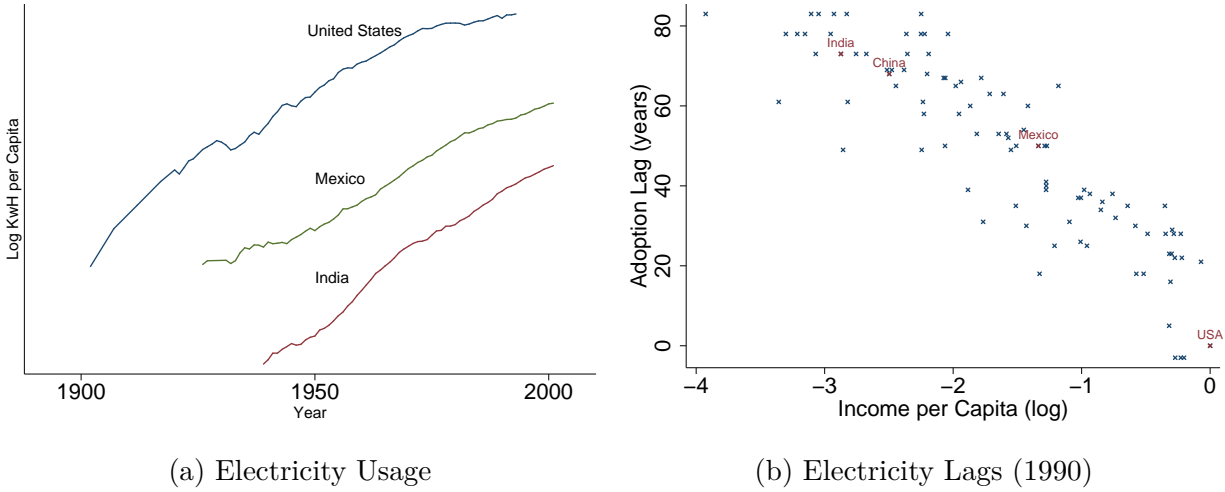 United States
Mexico
India
Log KwH per Capita
1900
1950
2000
Year
(a) Electricity Usage
80
60
40
20
0
Adoption Lag (years)
India
China
Mexico
USA
−4
−3
−2
−1
0
Income per Capita (log)
(b) Electricity Lags (1990)